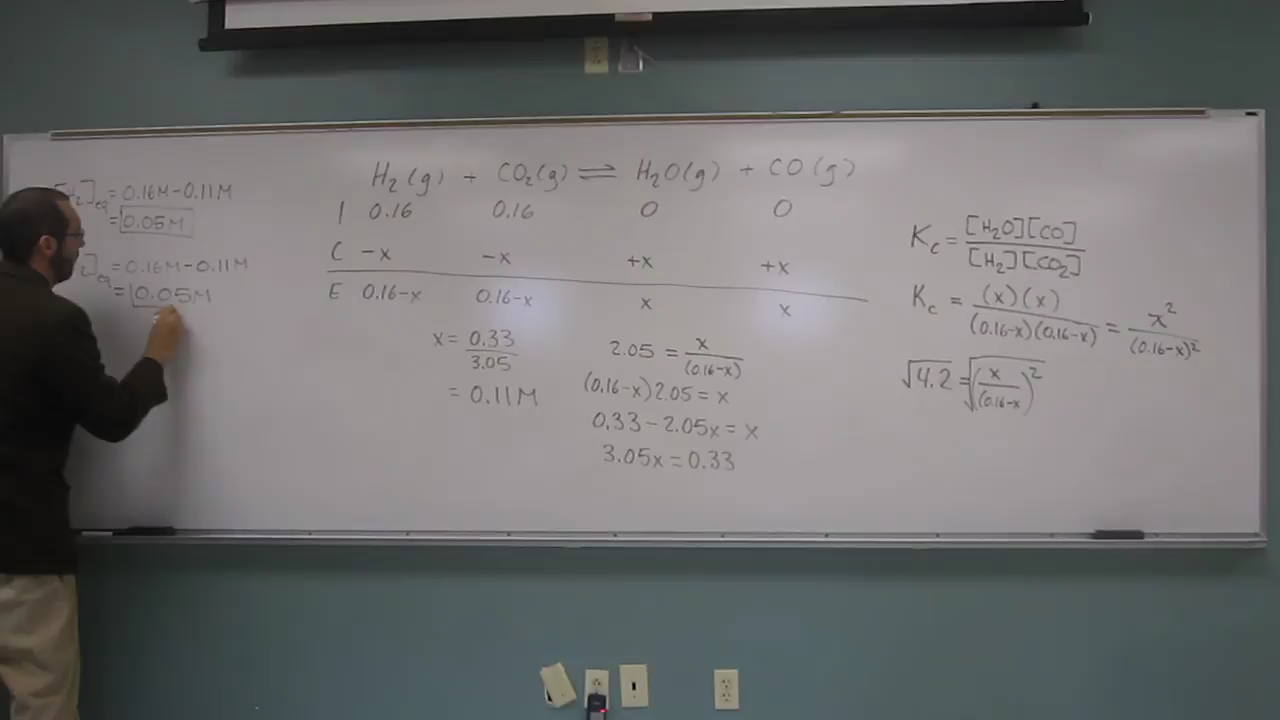 H₂]eq = 0.16M-0.11M
= 0.05M
₂]eq = 0.16M-0.11M
= 0.05M
H₂(g) + CO₂(g) ⇌ H₂O(g) + CO(g)
I 0.16 0.16 0 0
C -x -x +x +x
E 0.16-x 0.16-x x x
x = 0.33/3.05
= 0.11M
2.05 = x/(0.16-x)
(0.16-x)2.05 = x
0.33-2.05x = x
3.05x = 0.33
Kc = [H₂O][CO]/[H₂][CO₂]
Kc = (x)(x)/(0.16-x)(0.16-x) = x²/(0.16-x)²
√4.2 = √(x/(0.16-x)²